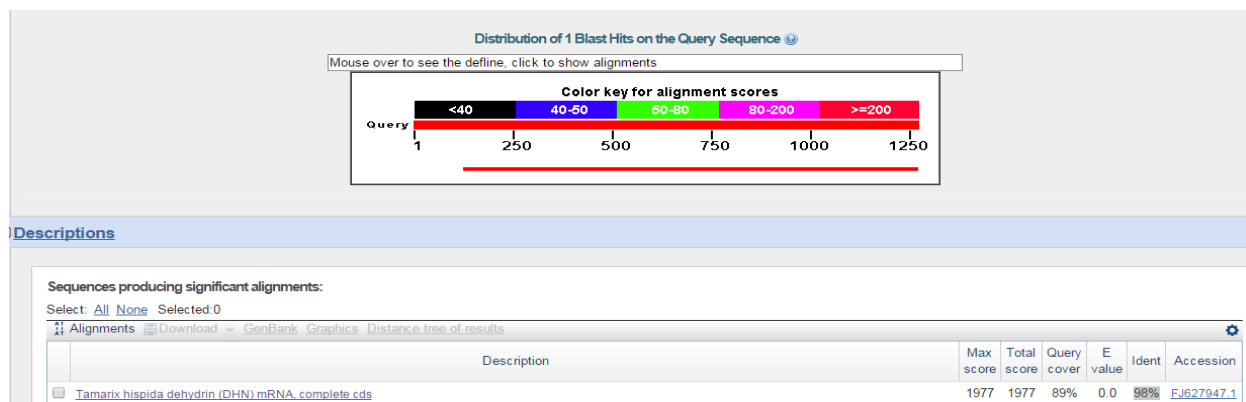 Distribution of 1 Blast Hits on the Query Sequence
Mouse over to see the defline, click to show alignments
Color key for alignment scores
<40 40-50 50-80 80-200 >=200
Query
1 250 500 750 1000 1250
Descriptions
Sequences producing significant alignments:
Select: All None Selected:0
Alignments Download GenBank Graphics Distance tree of results
Description Max score Total score Query cover E value Ident Accession
Tamarix hispida dehydrin (DHN) mRNA, complete cds 1977 1977 89% 0.0 98% FJ627947.1